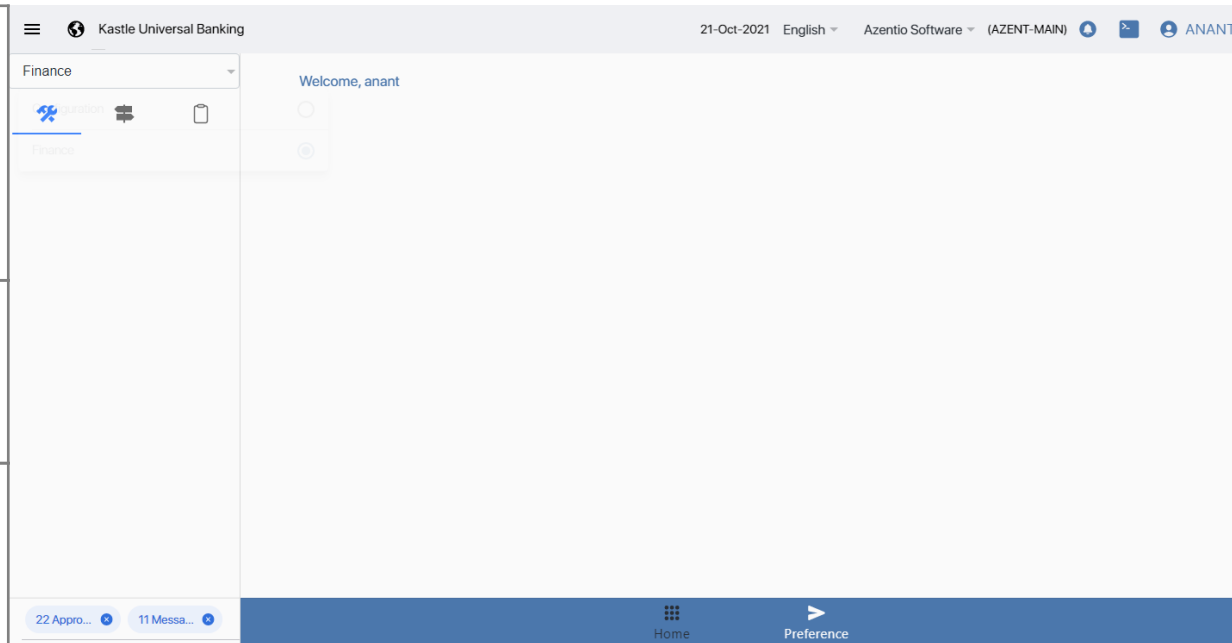 Kastle Universal Banking 21-Oct-2021 English Azentio Software (AZENT-MAIN) ANANT
Finance
Welcome, anant
Configuration
Finance
22 Appro... 11 Messa...
Home Preference